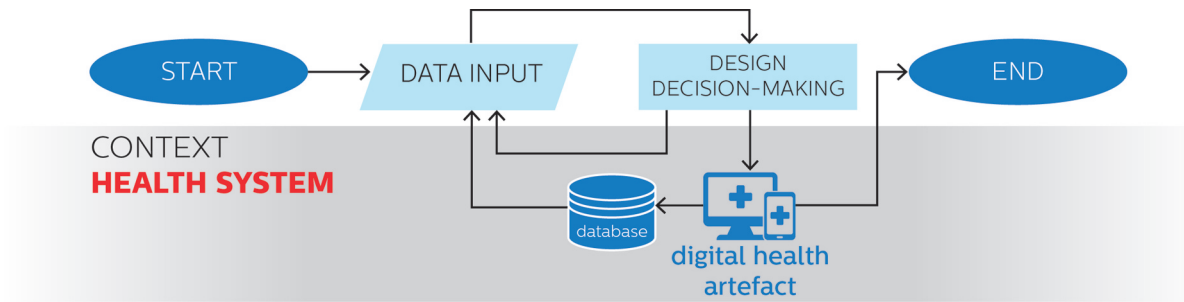 START
DATA INPUT
DESIGN
DECISION-MAKING
END
CONTEXT
HEALTH SYSTEM
database
digital health
artefact